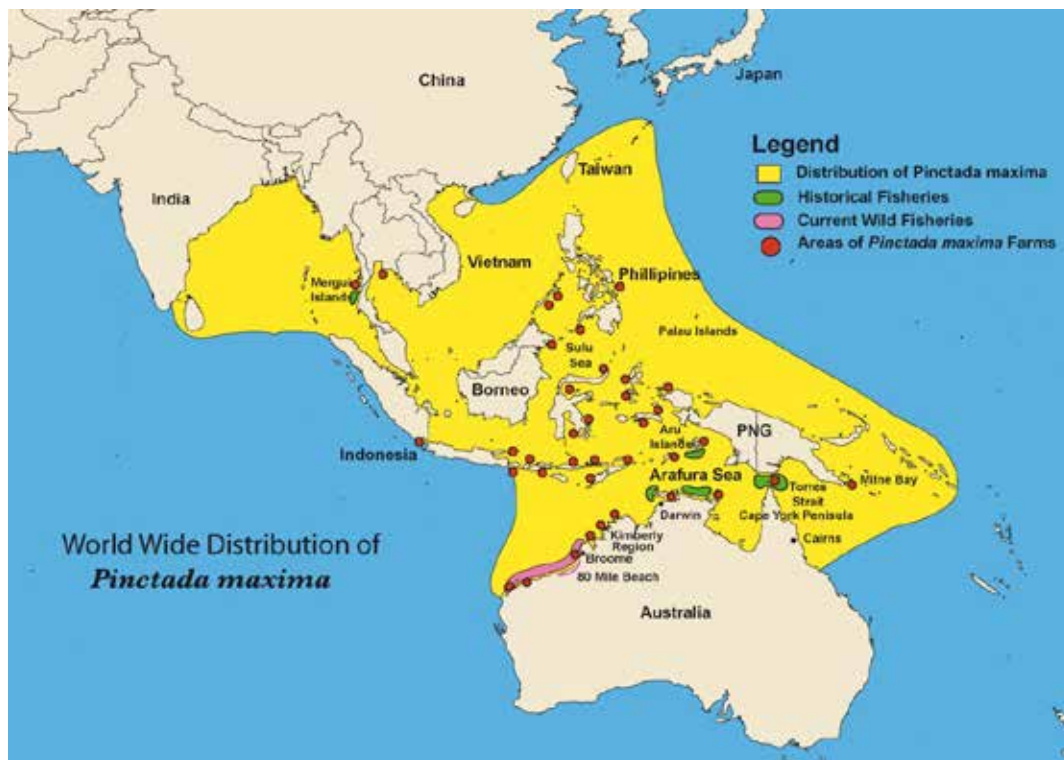 China
Japan
Legend
Distribution of Pinctada maxima
Historical Fisheries
Current Wild Fisheries
Areas of Pinctada maxima Farms
Taiwan
India
Vietnam
Mergui
Islands
Phillipines
Palau Islands
Sulu
Sea
Borneo
PNG
Aru
Islands
Indonesia
Arafura Sea
Milne Bay
Torres
Strait
Cape York Penisula
Darwin
Cairns
Kimberly
Region
Broome
80 Mile Beach
Australia
World Wide Distribution of
Pinctada maxima